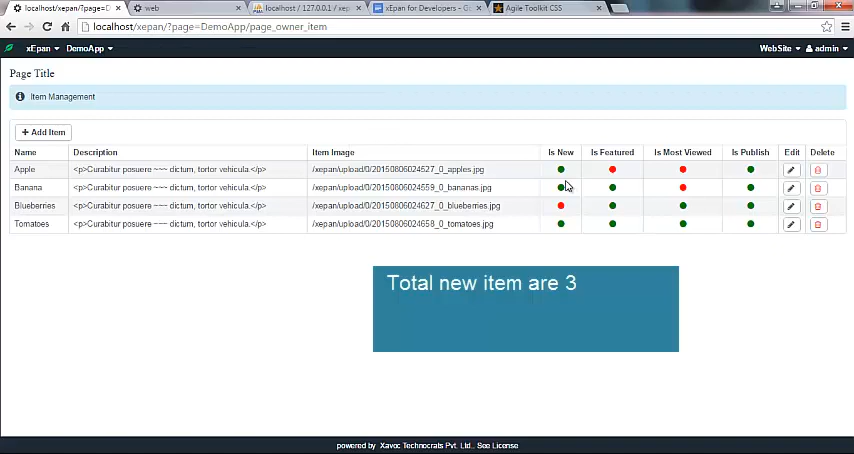 localhost/xepan/?page=D
web
localhost / 127.0.0.1 / xep
xEpan for Developers - G
Agile Toolkit CSS
localhost/xepan/?page=DemoApp/page_owner_item
xEpan DemoApp WebSite admin
Page Title
Item Management
+ Add Item
Name Description Item Image Is New Is Featured Is Most Viewed Is Publish Edit Delete
Apple <p>Curabitur posuere ~~~ dictum, tortor vehicula.</p> /xepan/upload/0/20150806024527_0_apples.jpg
Banana <p>Curabitur posuere ~~~ dictum, tortor vehicula.</p> /xepan/upload/0/20150806024559_0_bananas.jpg
Blueberries <p>Curabitur posuere ~~~ dictum, tortor vehicula.</p> /xepan/upload/0/20150806024627_0_blueberries.jpg
Tomatoes <p>Curabitur posuere ~~~ dictum, tortor vehicula.</p> /xepan/upload/0/20150806024658_0_tomatoes.jpg
Total new item are 3
powered by Xavoc Technocrats Pvt. Ltd.. See License